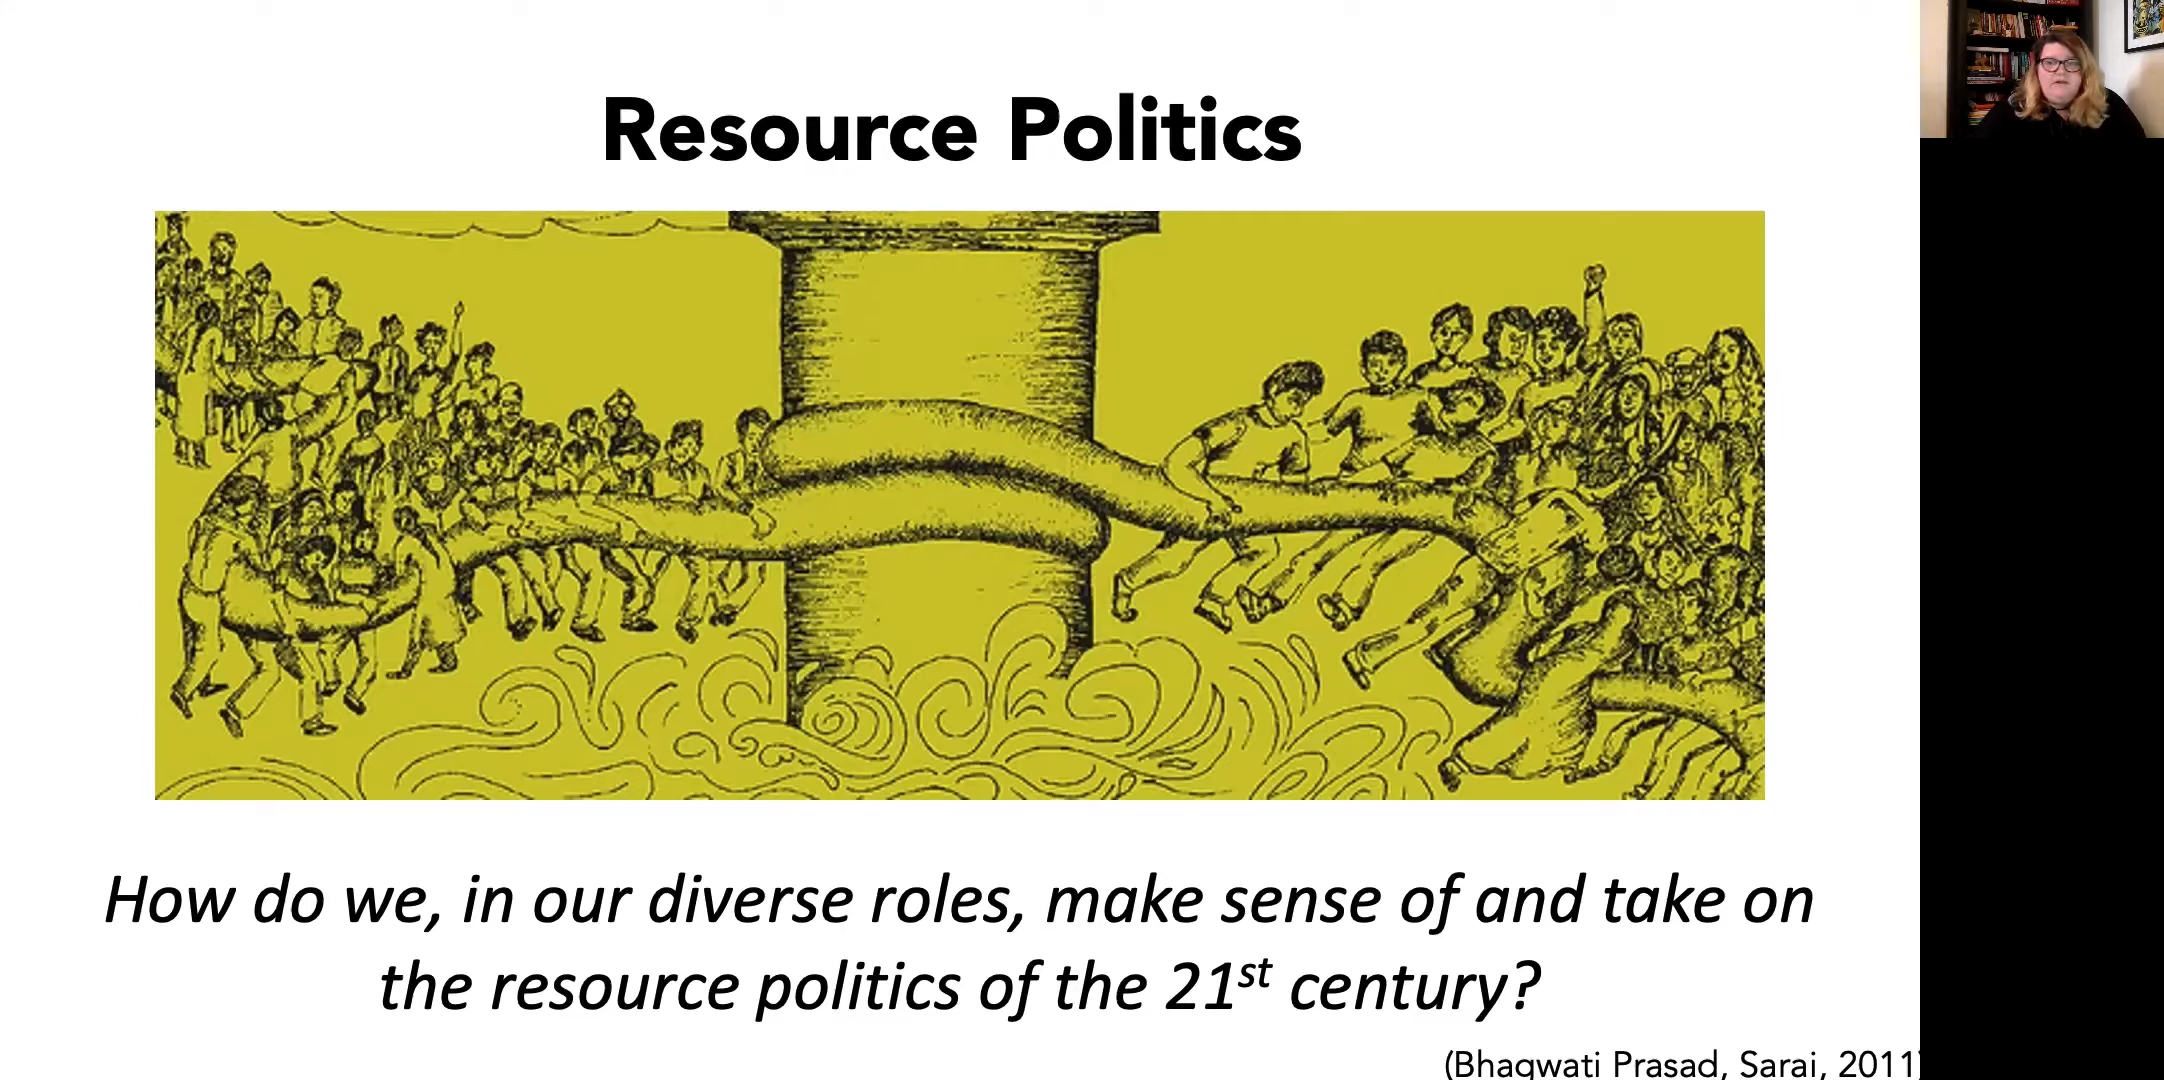 Resource Politics
How do we, in our diverse roles, make sense of and take on
the resource politics of the 21st century?
(Bhagwati Prasad, Sarai, 2011)